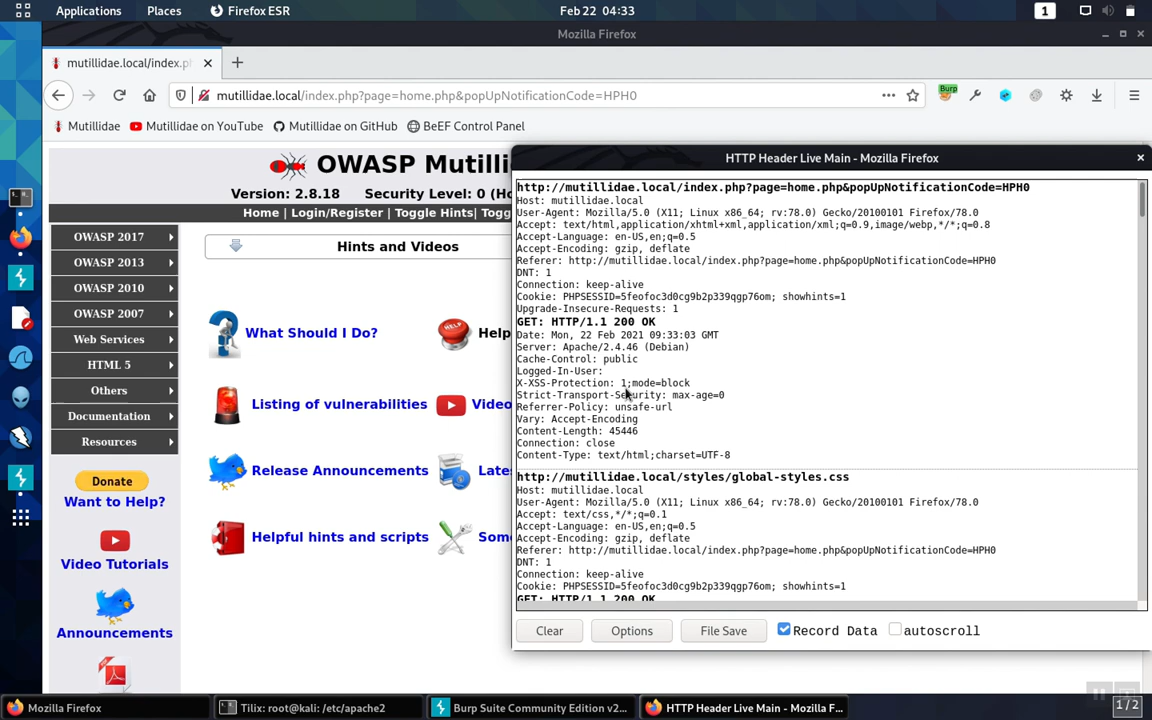 Applications Places Firefox ESR Feb 22 04:33 1
Mozilla Firefox
mutillidae.local/index.p
mutillidae.local/index.php?page=home.php&popUpNotificationCode=HPH0 Burp
Mutillidae Mutillidae on YouTube Mutillidae on GitHub BeEF Control Panel
OWASP Mutilli
Version: 2.8.18 Security Level: 0 (Ho
Home | Login/Register | Toggle Hints | Togg
OWASP 2017
OWASP 2013
OWASP 2010
OWASP 2007
Web Services
HTML 5
Others
Documentation
Resources
Donate
Want to Help?
Video Tutorials
Announcements
Hints and Videos
What Should I Do?
HELP
Help
Listing of vulnerabilities
Video
Release Announcements
Lates
Helpful hints and scripts
Som
HTTP Header Live Main - Mozilla Firefox
http://mutillidae.local/index.php?page=home.php&popUpNotificationCode=HPH0
Host: mutillidae.local
User-Agent: Mozilla/5.0 (X11; Linux x86_64; rv:78.0) Gecko/20100101 Firefox/78.0
Accept: text/html,application/xhtml+xml,application/xml;q=0.9,image/webp,*/*;q=0.8
Accept-Language: en-US,en;q=0.5
Accept-Encoding: gzip, deflate
Referer: http://mutillidae.local/index.php?page=home.php&popUpNotificationCode=HPH0
DNT: 1
Connection: keep-alive
Cookie: PHPSESSID=5feofoc3d0cg9b2p339qgp76om; showhints=1
Upgrade-Insecure-Requests: 1
GET: HTTP/1.1 200 OK
Date: Mon, 22 Feb 2021 09:33:03 GMT
Server: Apache/2.4.46 (Debian)
Cache-Control: public
Logged-In-User:
X-XSS-Protection: 1;mode=block
Strict-Transport-Security: max-age=0
Referrer-Policy: unsafe-url
Vary: Accept-Encoding
Content-Length: 45446
Connection: close
Content-Type: text/html;charset=UTF-8
http://mutillidae.local/styles/global-styles.css
Host: mutillidae.local
User-Agent: Mozilla/5.0 (X11; Linux x86_64; rv:78.0) Gecko/20100101 Firefox/78.0
Accept: text/css,*/*;q=0.1
Accept-Language: en-US,en;q=0.5
Accept-Encoding: gzip, deflate
Referer: http://mutillidae.local/index.php?page=home.php&popUpNotificationCode=HPH0
DNT: 1
Connection: keep-alive
Cookie: PHPSESSID=5feofoc3d0cg9b2p339qgp76om; showhints=1
GET: HTTP/1.1 200 OK
Clear Options File Save Record Data autoscroll
Mozilla Firefox Tilix: root@kali: /etc/apache2 Burp Suite Community Edition v2... HTTP Header Live Main - Mozilla F... 1/2